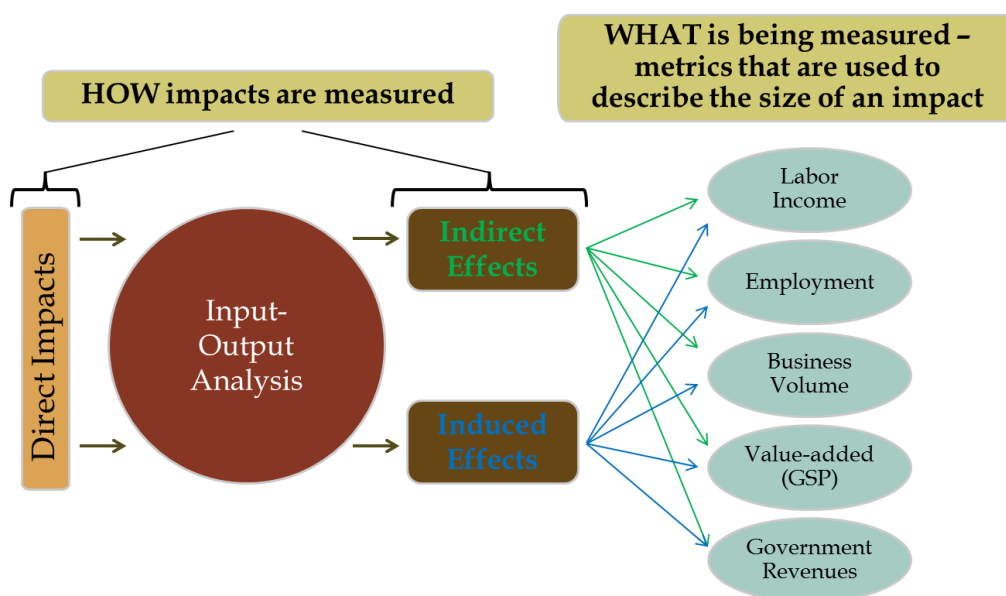 HOW impacts are measured
WHAT is being measured –
metrics that are used to
describe the size of an impact
Direct Impacts
Input-
Output
Analysis
Indirect
Effects
Induced
Effects
Labor
Income
Employment
Business
Volume
Value-added
(GSP)
Government
Revenues